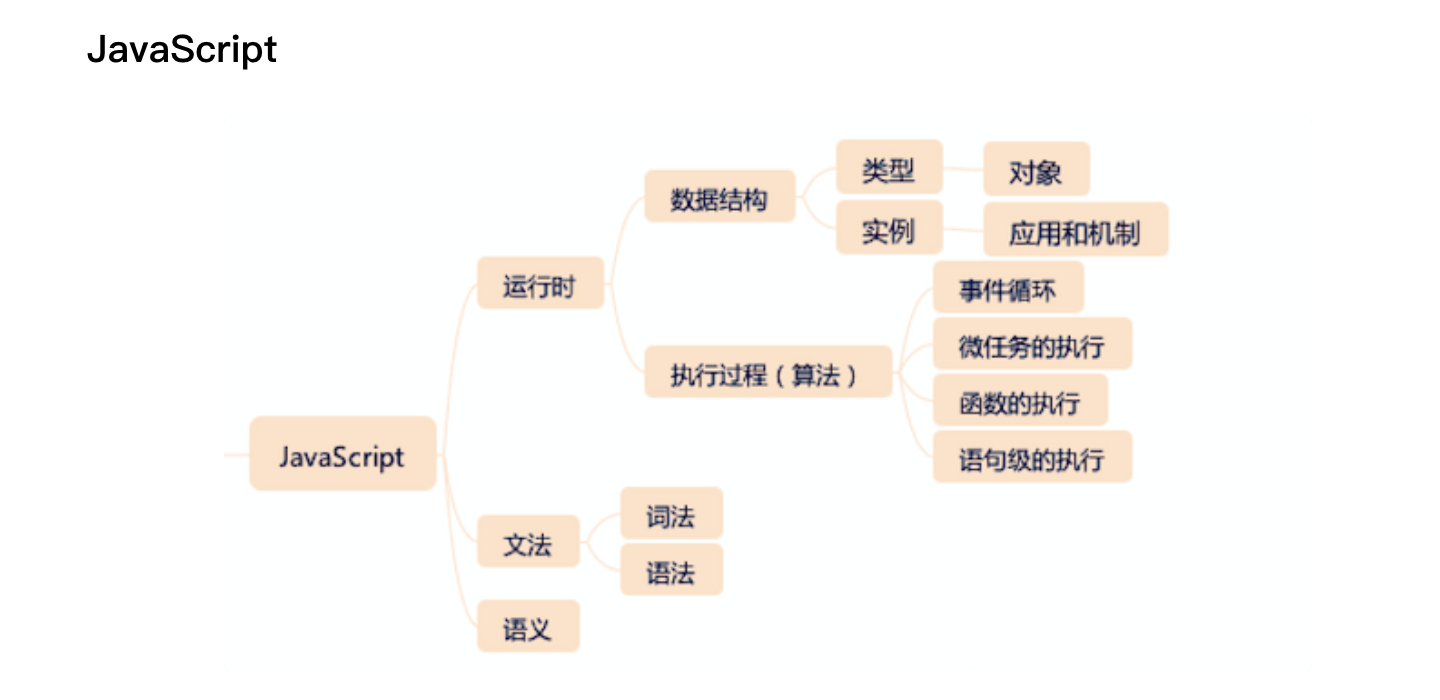 JavaScript
JavaScript
运行时
数据结构
类型
对象
实例
应用和机制
执行过程（算法）
事件循环
微任务的执行
函数的执行
语句级的执行
文法
词法
语法
语义